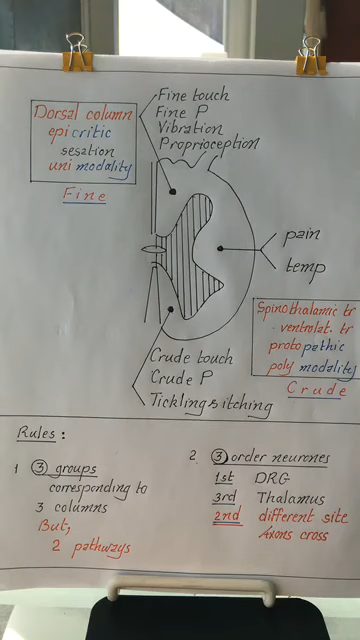 Fine touch
Fine P
Vibration
Proprioception
Dorsal column
epicritic
sesation
uni modality
Fine
pain
temp
Spinothalamic tr
ventrolat. tr
proto pathic
poly modality
Crude
Crude touch
Crude P
Tickling & itching
Rules :
1 3 groups
corresponding to
3 columns
But,
2 pathways
2. 3 order neurones
1st DRG
3rd Thalamus
2nd different site
Axons cross